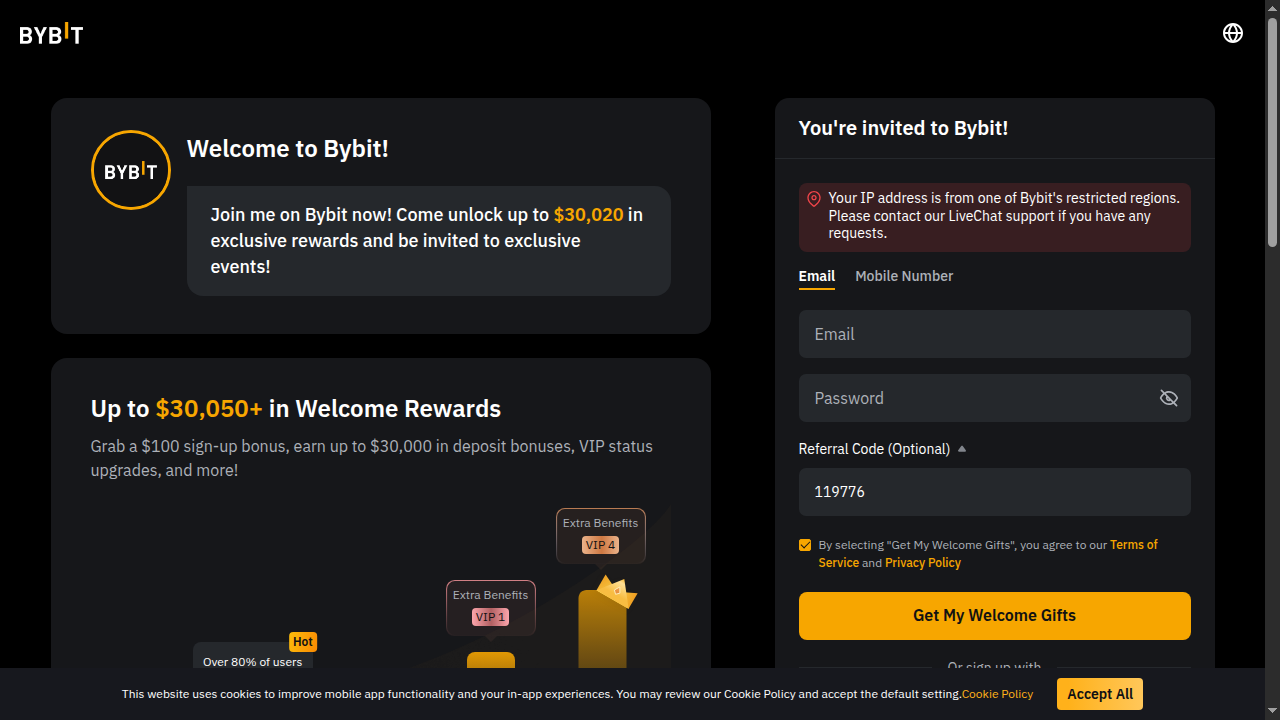 BYBIT
BYBIT
Welcome to Bybit!
Join me on Bybit now! Come unlock up to $30,020 in
exclusive rewards and be invited to exclusive
events!
Up to $30,050+ in Welcome Rewards
Grab a $100 sign-up bonus, earn up to $30,000 in deposit bonuses, VIP status
upgrades, and more!
Extra Benefits
VIP 4
Extra Benefits
VIP 1
Hot
Over 80% of users
You're invited to Bybit!
Your IP address is from one of Bybit's restricted regions.
Please contact our LiveChat support if you have any
requests.
Email Mobile Number
Email
Password
Referral Code (Optional)
119776
By selecting "Get My Welcome Gifts", you agree to our Terms of
Service and Privacy Policy
Get My Welcome Gifts
Or sign up with
This website uses cookies to improve mobile app functionality and your in-app experiences. You may review our Cookie Policy and accept the default setting.Cookie Policy
Accept All